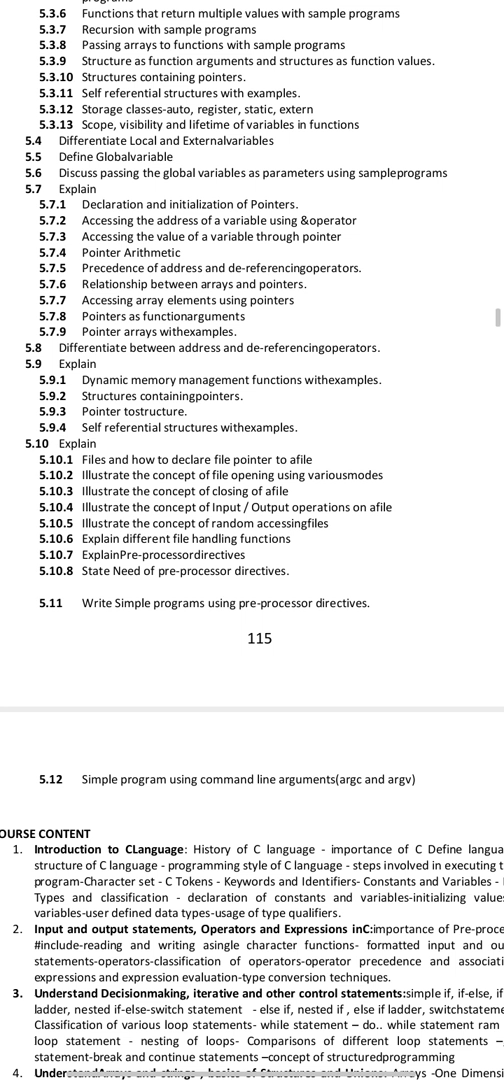 programs
5.3.6 Functions that return multiple values with sample programs
5.3.7 Recursion with sample programs
5.3.8 Passing arrays to functions with sample programs
5.3.9 Structure as function arguments and structures as function values.
5.3.10 Structures containing pointers.
5.3.11 Self referential structures with examples.
5.3.12 Storage classes-auto, register, static, extern
5.3.13 Scope, visibility and lifetime of variables in functions
5.4 Differentiate Local and Externalvariables
5.5 Define Globalvariable
5.6 Discuss passing the global variables as parameters using sampleprograms
5.7 Explain
5.7.1 Declaration and initialization of Pointers.
5.7.2 Accessing the address of a variable using &operator
5.7.3 Accessing the value of a variable through pointer
5.7.4 Pointer Arithmetic
5.7.5 Precedence of address and de-referencingoperators.
5.7.6 Relationship between arrays and pointers.
5.7.7 Accessing array elements using pointers
5.7.8 Pointers as functionarguments
5.7.9 Pointer arrays withexamples.
5.8 Differentiate between address and de-referencingoperators.
5.9 Explain
5.9.1 Dynamic memory management functions withexamples.
5.9.2 Structures containingpointers.
5.9.3 Pointer tostructure.
5.9.4 Self referential structures withexamples.
5.10 Explain
5.10.1 Files and how to declare file pointer to afile
5.10.2 Illustrate the concept of file opening using variousmodes
5.10.3 Illustrate the concept of closing of afile
5.10.4 Illustrate the concept of Input / Output operations on afile
5.10.5 Illustrate the concept of random accessingfiles
5.10.6 Explain different file handling functions
5.10.7 ExplainPre-processordirectives
5.10.8 State Need of pre-processor directives.
5.11 Write Simple programs using pre-processor directives.
115
5.12 Simple program using command line arguments(argc and argv)
OURSE CONTENT
1. Introduction to CLanguage: History of C language - importance of C Define langua
structure of C language - programming style of C language - steps involved in executing t
program-Character set - C Tokens - Keywords and Identifiers- Constants and Variables -
Types and classification - declaration of constants and variables-initializing value
variables-user defined data types-usage of type qualifiers.
2. Input and output statements, Operators and Expressions inC:importance of Pre-proce
#include-reading and writing asingle character functions- formatted input and ou
statements-operators-classification of operators-operator precedence and associati
expressions and expression evaluation-type conversion techniques.
3. Understand Decisionmaking, iterative and other control statements:simple if, if-else, if
ladder, nested if-else-switch statement - else if, nested if , else if ladder, switchstateme
Classification of various loop statements- while statement – do.. while statement ram
loop statement - nesting of loops- Comparisons of different loop statements –
statement-break and continue statements –concept of structuredprogramming
4. UnderstandArrays and strings , basics of Structures and Unions: Arrays -One Dimensi